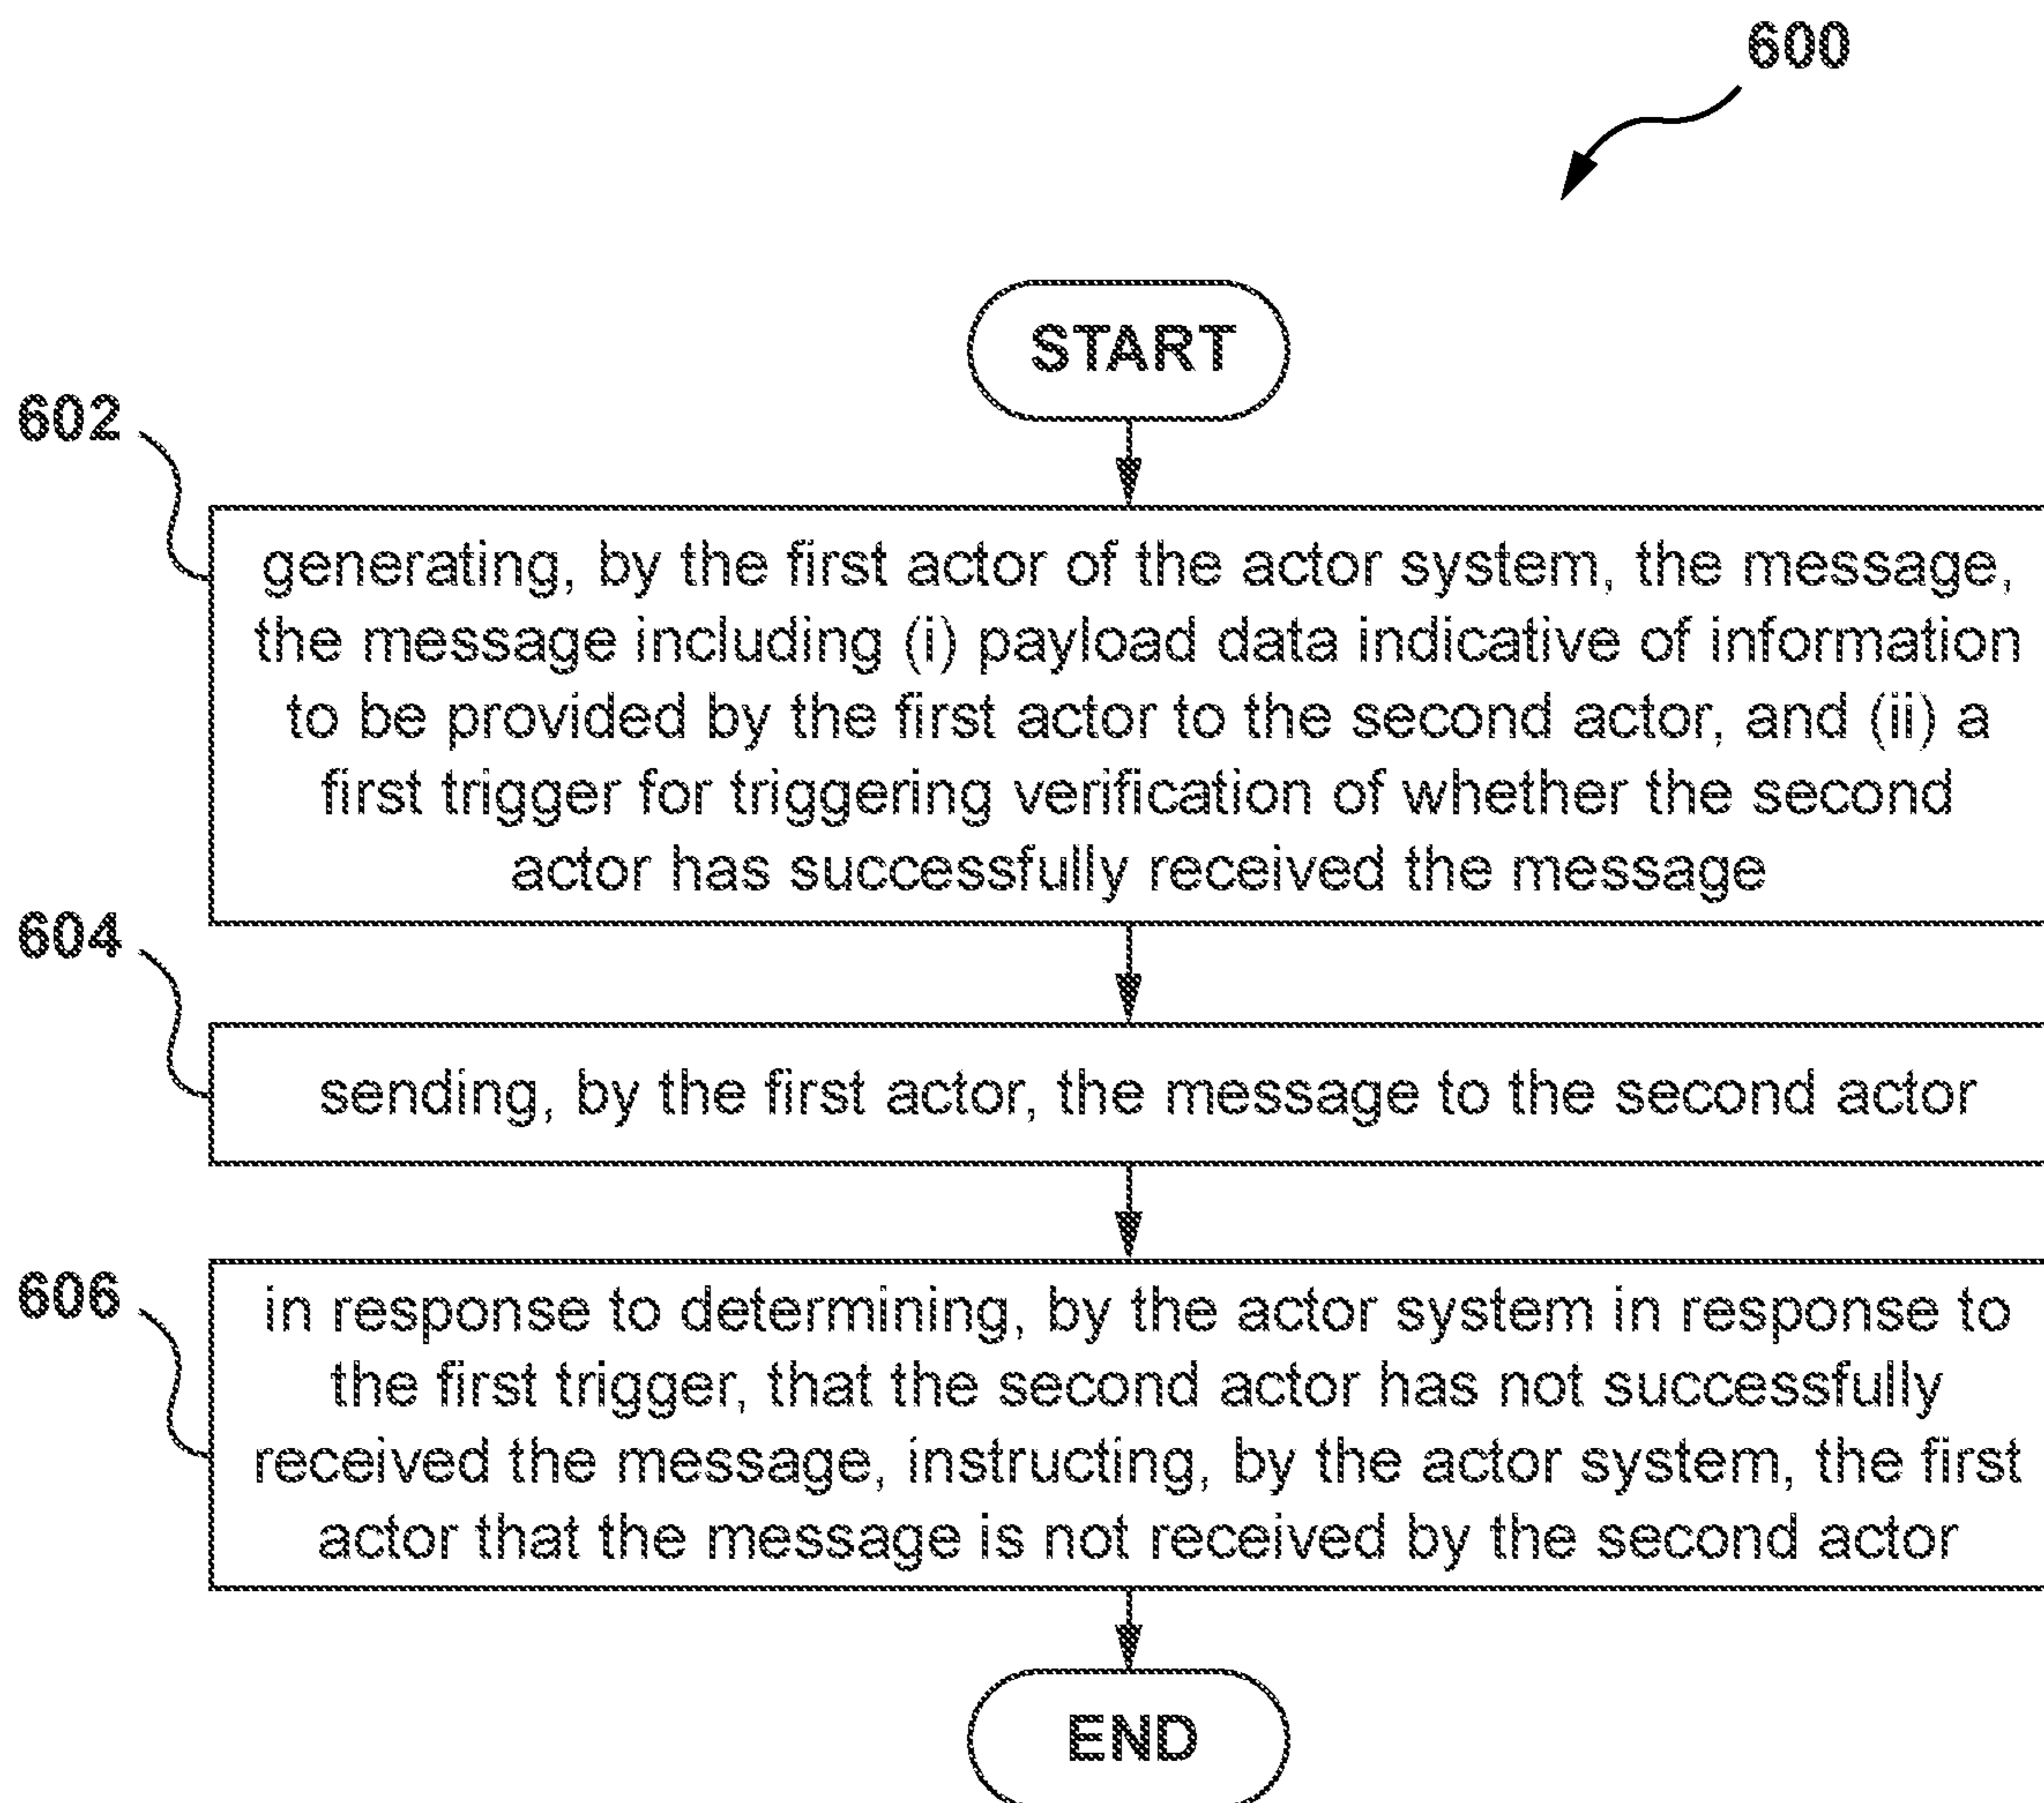 600
START
602
generating, by the first actor of the actor system, the message,
the message including (i) payload data indicative of information
to be provided by the first actor to the second actor, and (ii) a
first trigger for triggering verification of whether the second
actor has successfully received the message
604
sending, by the first actor, the message to the second actor
606
in response to determining, by the actor system in response to
the first trigger, that the second actor has not successfully
received the message, instructing, by the actor system, the first
actor that the message is not received by the second actor
END